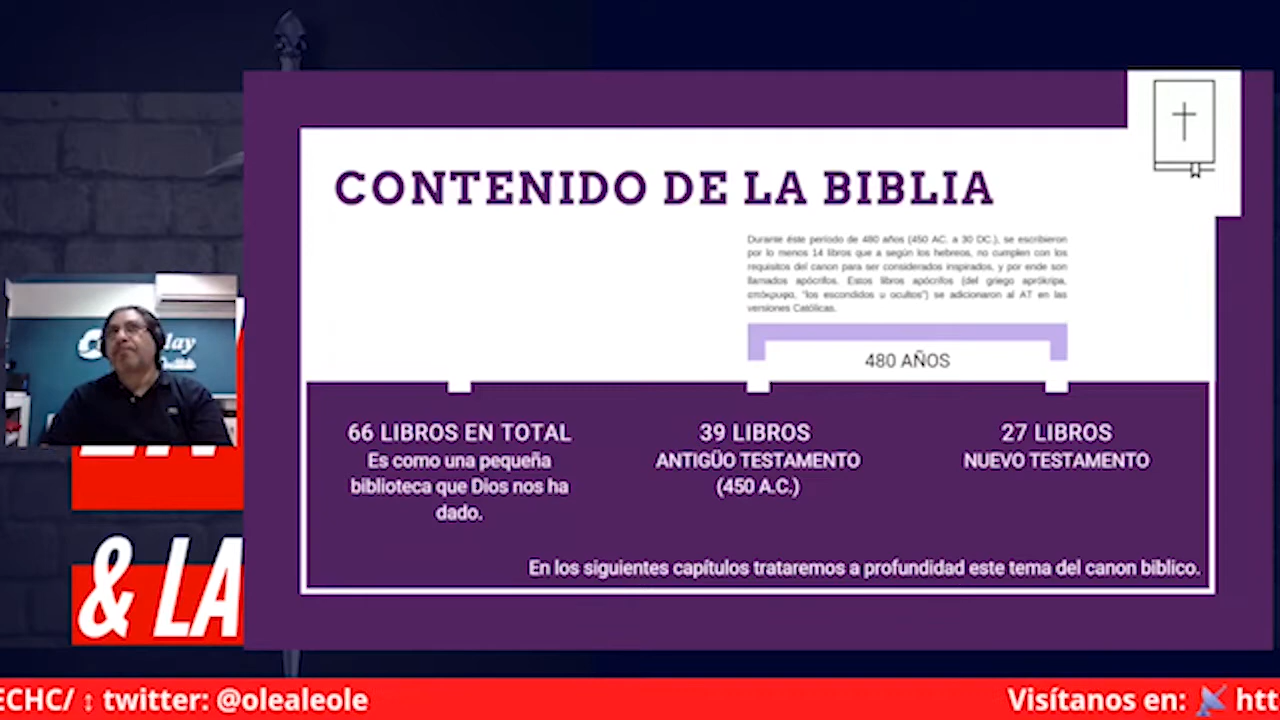 CONTENIDO DE LA BIBLIA
Durante éste período de 480 años (450 AC. a 30 DC.), se escribieron
por lo menos 14 libros que a según los hebreos, no cumplen con los
requisitos del canon para ser considerados inspirados, y por ende son
llamados apócrifos. Estos libros apócrifos (del griego aprókripa,
απόκρυφο, "los escondidos u ocultos") se adicionaron al AT en las
versiones Católicas.
480 AÑOS
66 LIBROS EN TOTAL
Es como una pequeña
biblioteca que Dios nos ha
dado.
39 LIBROS
ANTIGÜO TESTAMENTO
(450 A.C.)
27 LIBROS
NUEVO TESTAMENTO
En los siguientes capítulos trataremos a profundidad este tema del canon biblico.
& LA
ECHC/ ↕ twitter: @olealeole
Visítanos en: 📡 htt